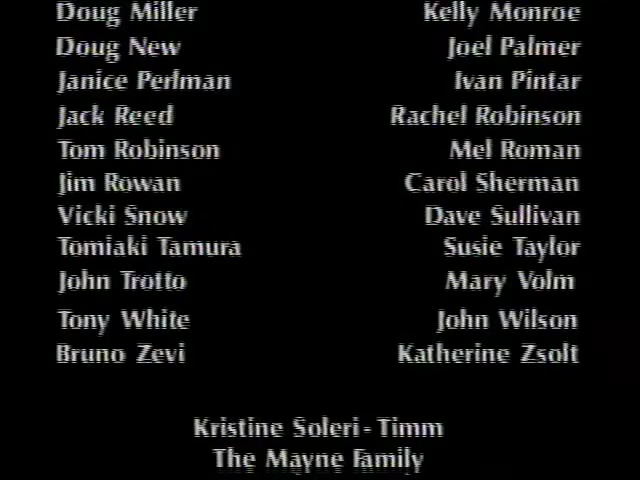 Doug Miller Kelly Monroe
Doug New Joel Palmer
Janice Perlman Ivan Pintar
Jack Reed Rachel Robinson
Tom Robinson Mel Roman
Jim Rowan Carol Sherman
Vicki Snow Dave Sullivan
Tomiaki Tamura Susie Taylor
John Trotto Mary Volm
Tony White John Wilson
Bruno Zevi Katherine Zsolt
Kristine Soleri - Timm
The Mayne Family